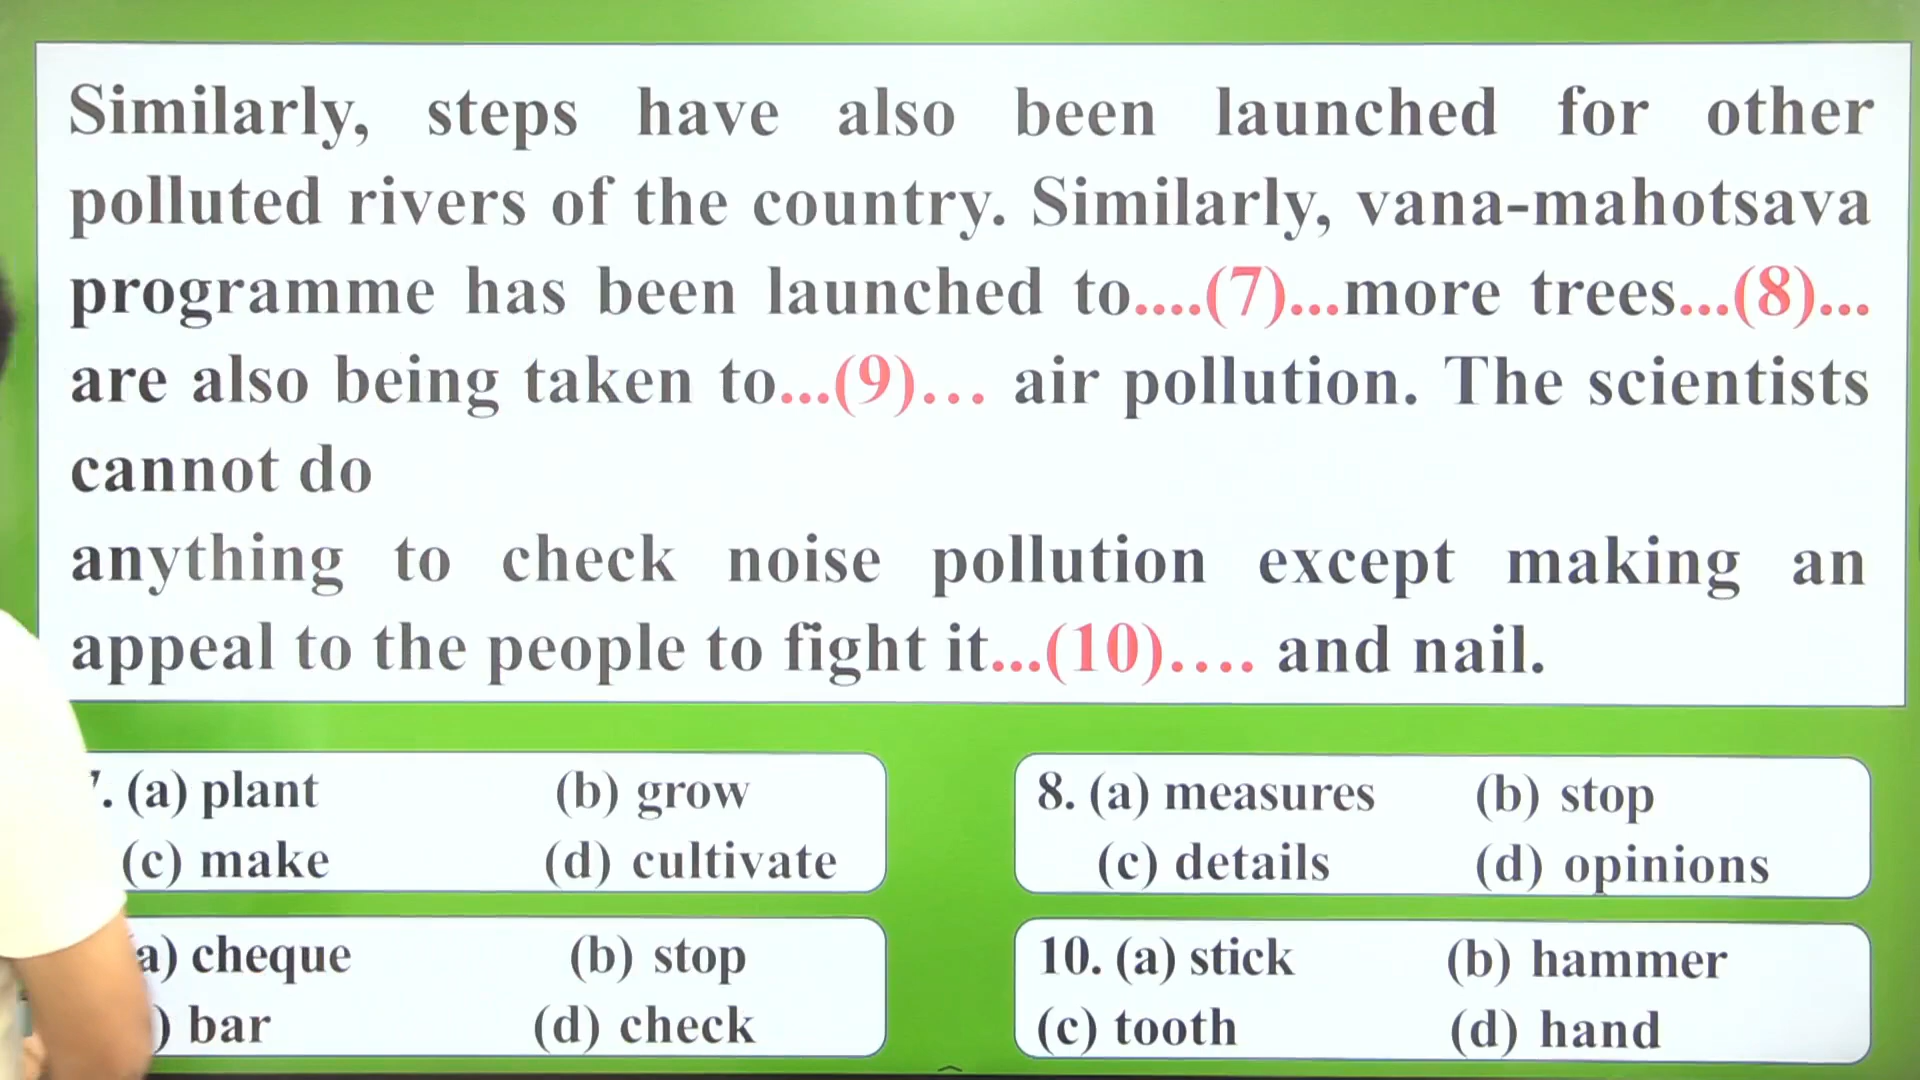 Similarly, steps have also been launched for other
polluted rivers of the country. Similarly, vana-mahotsava
programme has been launched to....(7)...more trees...(8)...
are also being taken to...(9)... air pollution. The scientists
cannot do
anything to check noise pollution except making an
appeal to the people to fight it...(10).... and nail.
. (a) plant (b) grow
(c) make (d) cultivate
8. (a) measures (b) stop
(c) details (d) opinions
a) cheque (b) stop
) bar (d) check
10. (a) stick (b) hammer
(c) tooth (d) hand